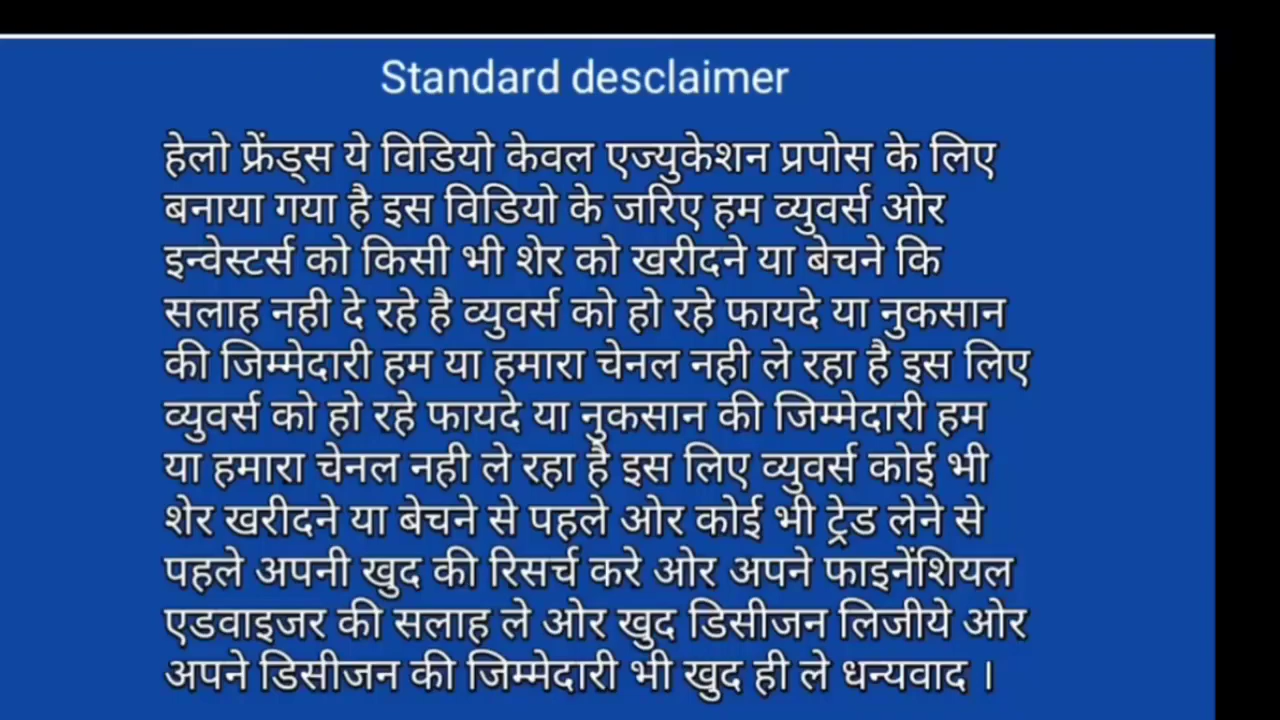 Standard desclaimer
हेलो फ्रेंड्स ये विडियो केवल एज्युकेशन प्रपोस के लिए
बनाया गया है इस विडियो के जरिए हम व्युवर्स ओर
इन्वेस्टर्स को किसी भी शेर को खरीदने या बेचने कि
सलाह नही दे रहे है व्युवर्स को हो रहे फायदे या नुकसान
की जिम्मेदारी हम या हमारा चेनल नही ले रहा है इस लिए
व्युवर्स को हो रहे फायदे या नुकसान की जिम्मेदारी हम
या हमारा चेनल नही ले रहा है इस लिए व्युवर्स कोई भी
शेर खरीदने या बेचने से पहले ओर कोई भी ट्रेड लेने से
पहले अपनी खुद की रिसर्च करे ओर अपने फाइनेंशियल
एडवाइजर की सलाह ले ओर खुद डिसीजन लिजीये ओर
अपने डिसीजन की जिम्मेदारी भी खुद ही ले धन्यवाद ।